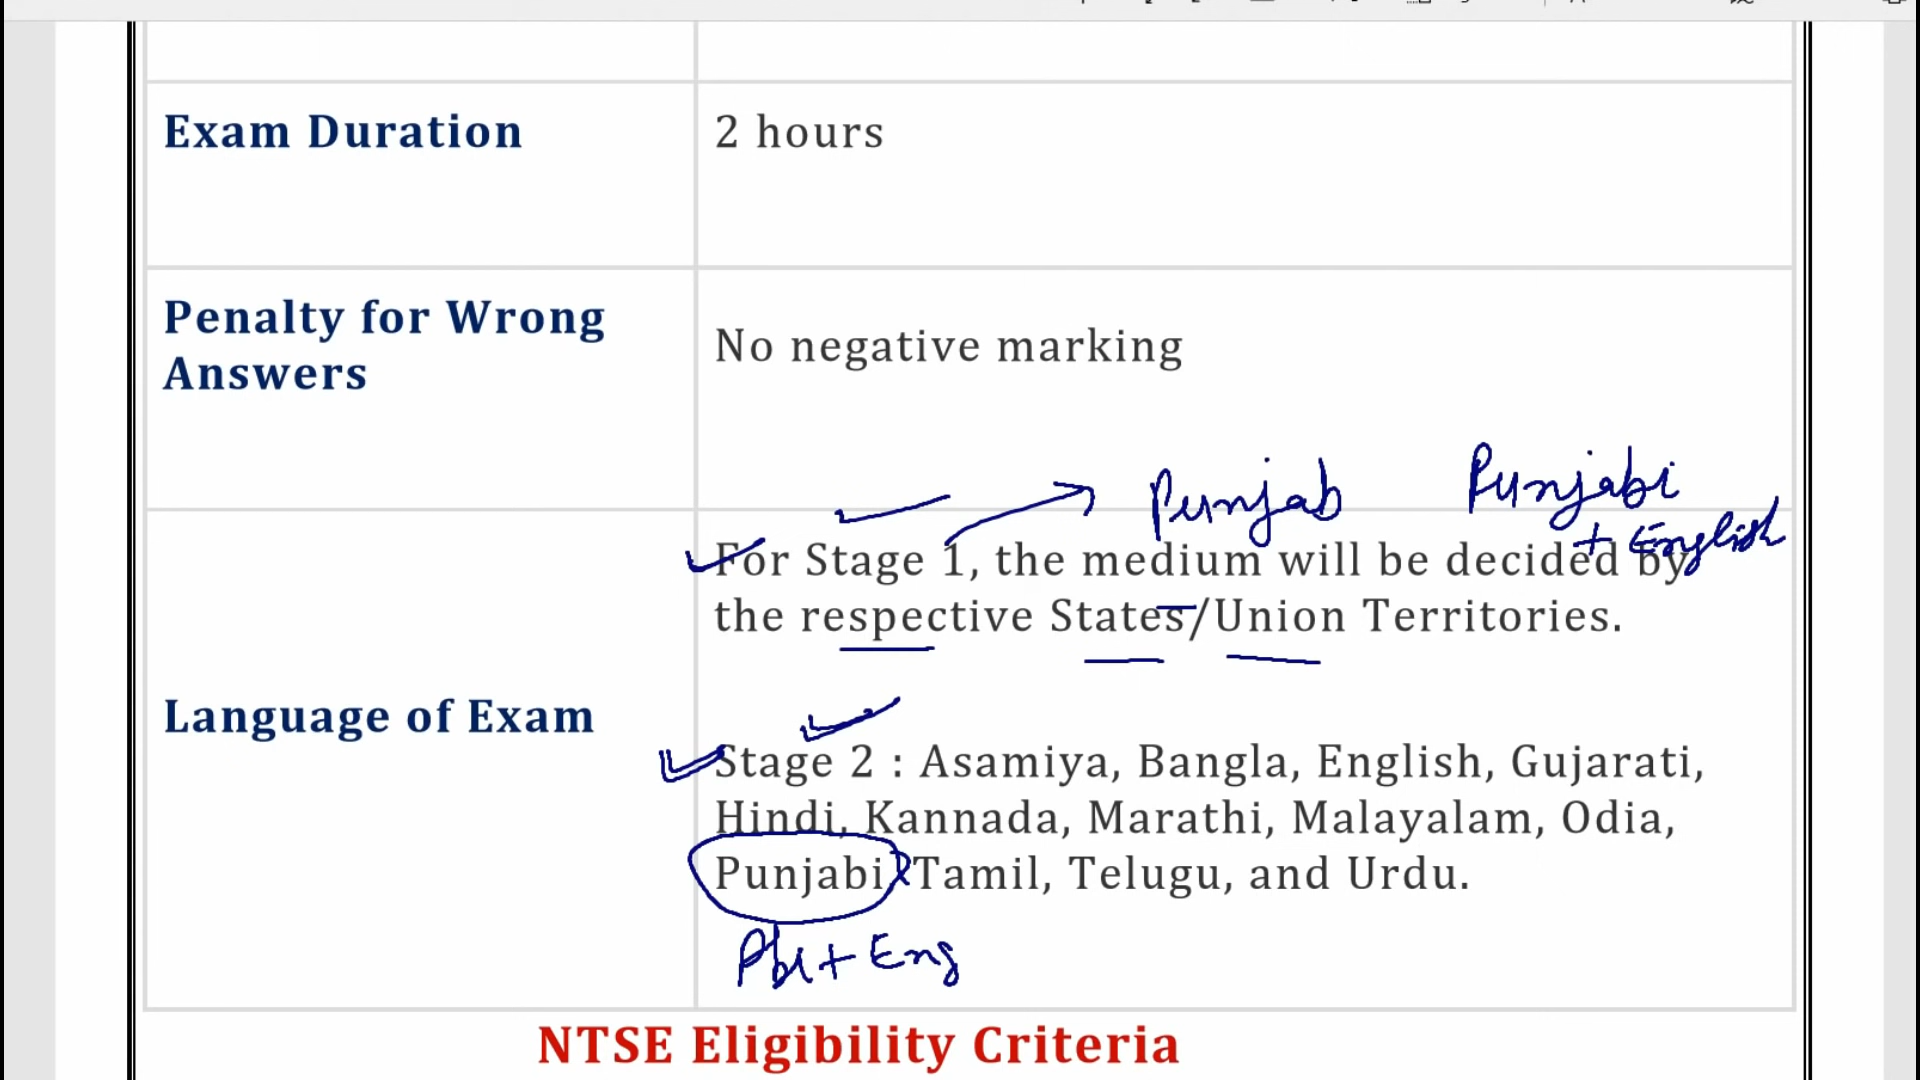 Exam Duration
2 hours
Penalty for Wrong
Answers
No negative marking
Punjab
Punjabi
+ English
For Stage 1, the medium will be decided by
the respective States/Union Territories.
Language of Exam
Stage 2 : Asamiya, Bangla, English, Gujarati,
Hindi, Kannada, Marathi, Malayalam, Odia,
Punjabi, Tamil, Telugu, and Urdu.
Pbi + Eng
NTSE Eligibility Criteria